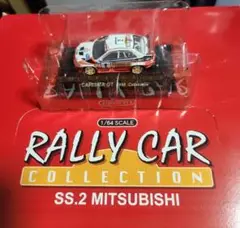 1/64 SCALE
RALLY CAR
COLLECTION
SS.2 MITSUBISHI